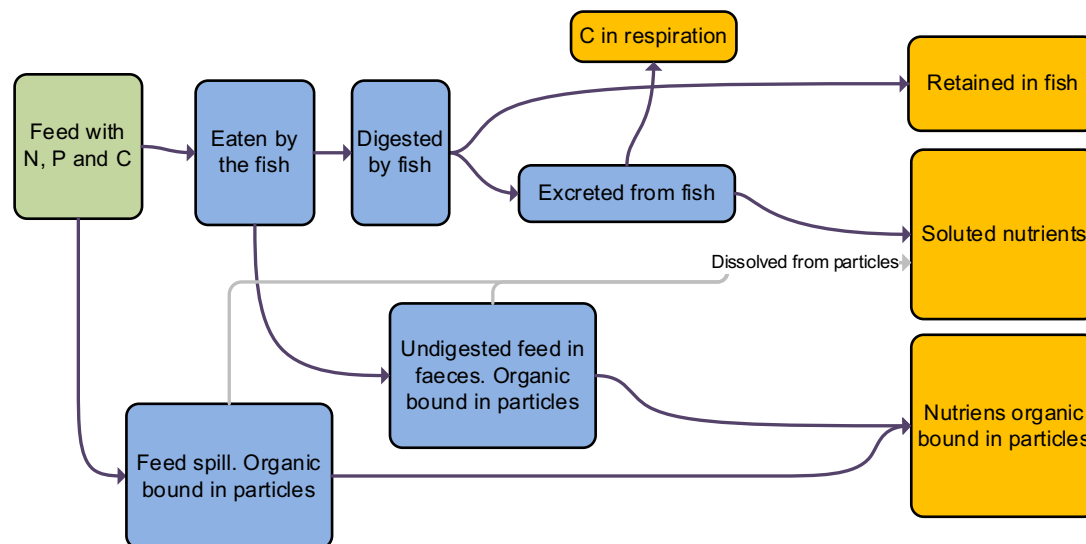 C in respiration
Retained in fish
Feed with
N, P and C
Eaten by
the fish
Digested
by fish
Excreted from fish
Soluted nutrients
Dissolved from particles
Undigested feed in
faeces. Organic
bound in particles
Nutriens organic
bound in particles
Feed spill. Organic
bound in particles